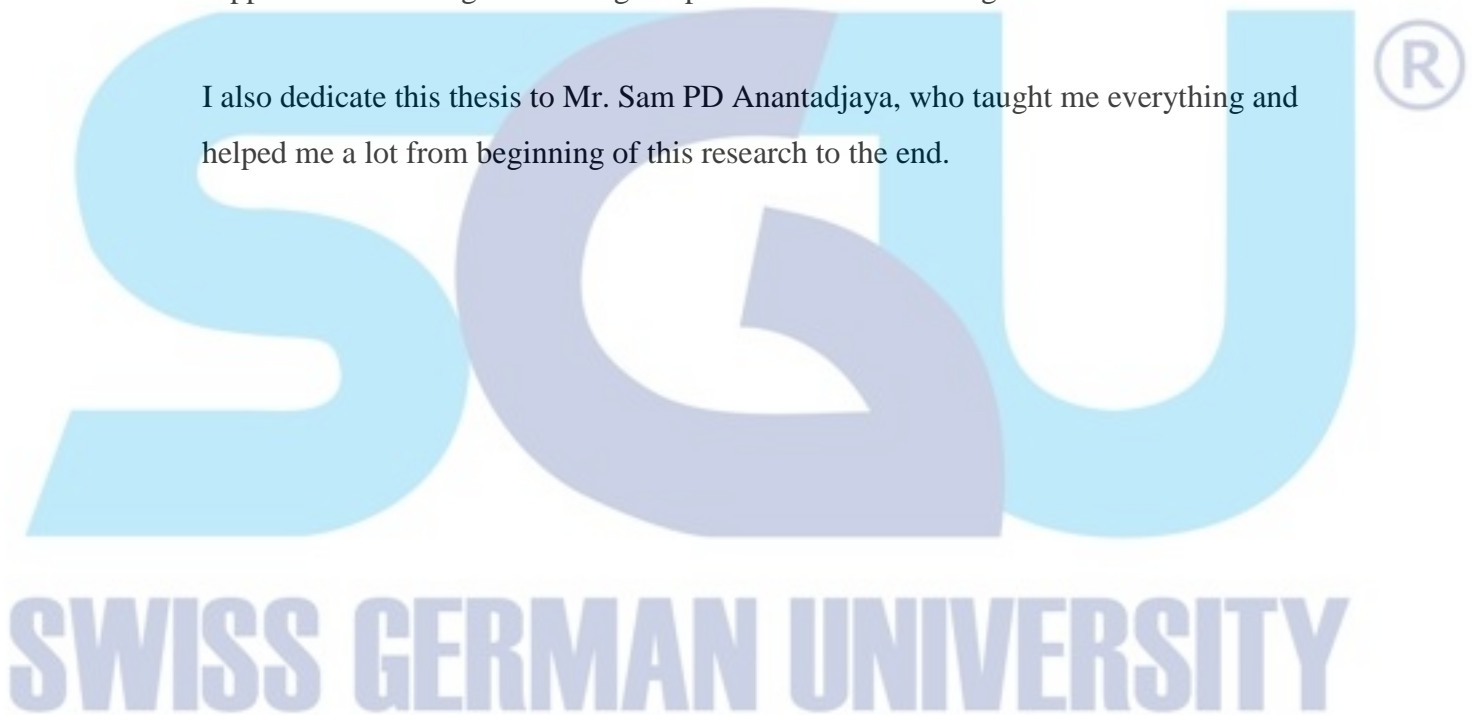 I also dedicate this thesis to Mr. Sam PD Anantadjaya, who taught me everything and
helped me a lot from beginning of this research to the end.
SGU
®
SWISS GERMAN UNIVERSITY